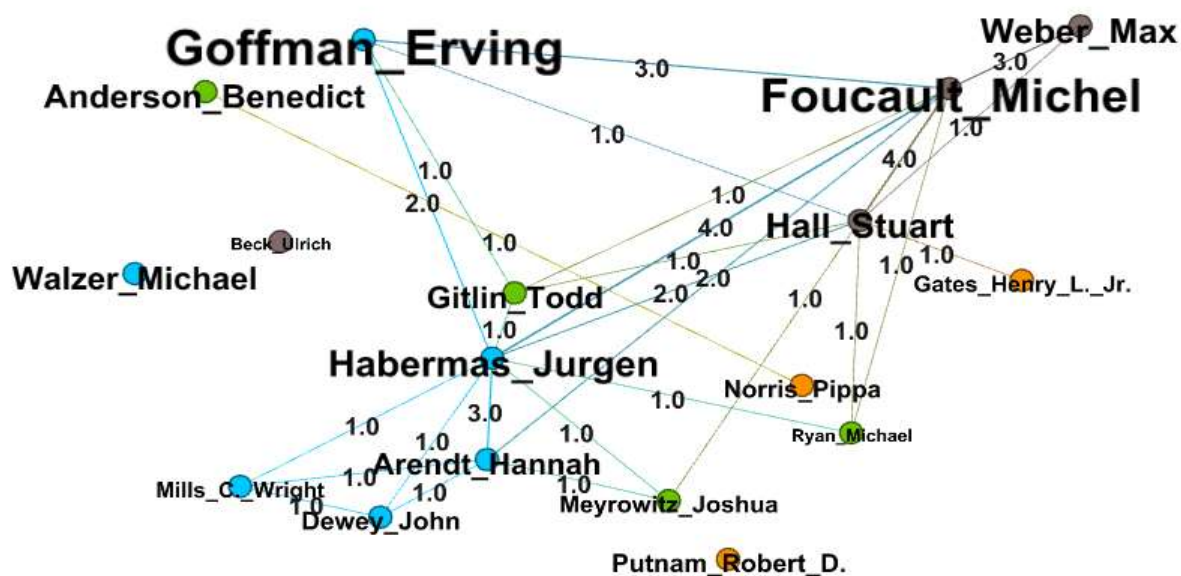 Goffman_Erving
Weber_Max
3.0
3.0
Anderson_Benedict
Foucault_Michel
1.0
1.0
4.0
1.0
1.0
2.0
Hall_Stuart
4.0
Beck_Ulrich
1.0
1.0
1.0
1.0
Walzer_Michael
2.0
Gates_Henry_L._Jr.
Gitlin_Todd
2.0
1.0
1.0
1.0
Habermas_Jurgen
Norris_Pippa
1.0
3.0
1.0
1.0
1.0
Ryan_Michael
Arendt_Hannah
1.0
1.0
1.0
Mills_C._Wright
1.0
Meyrowitz_Joshua
Dewey_John
Putnam_Robert_D.